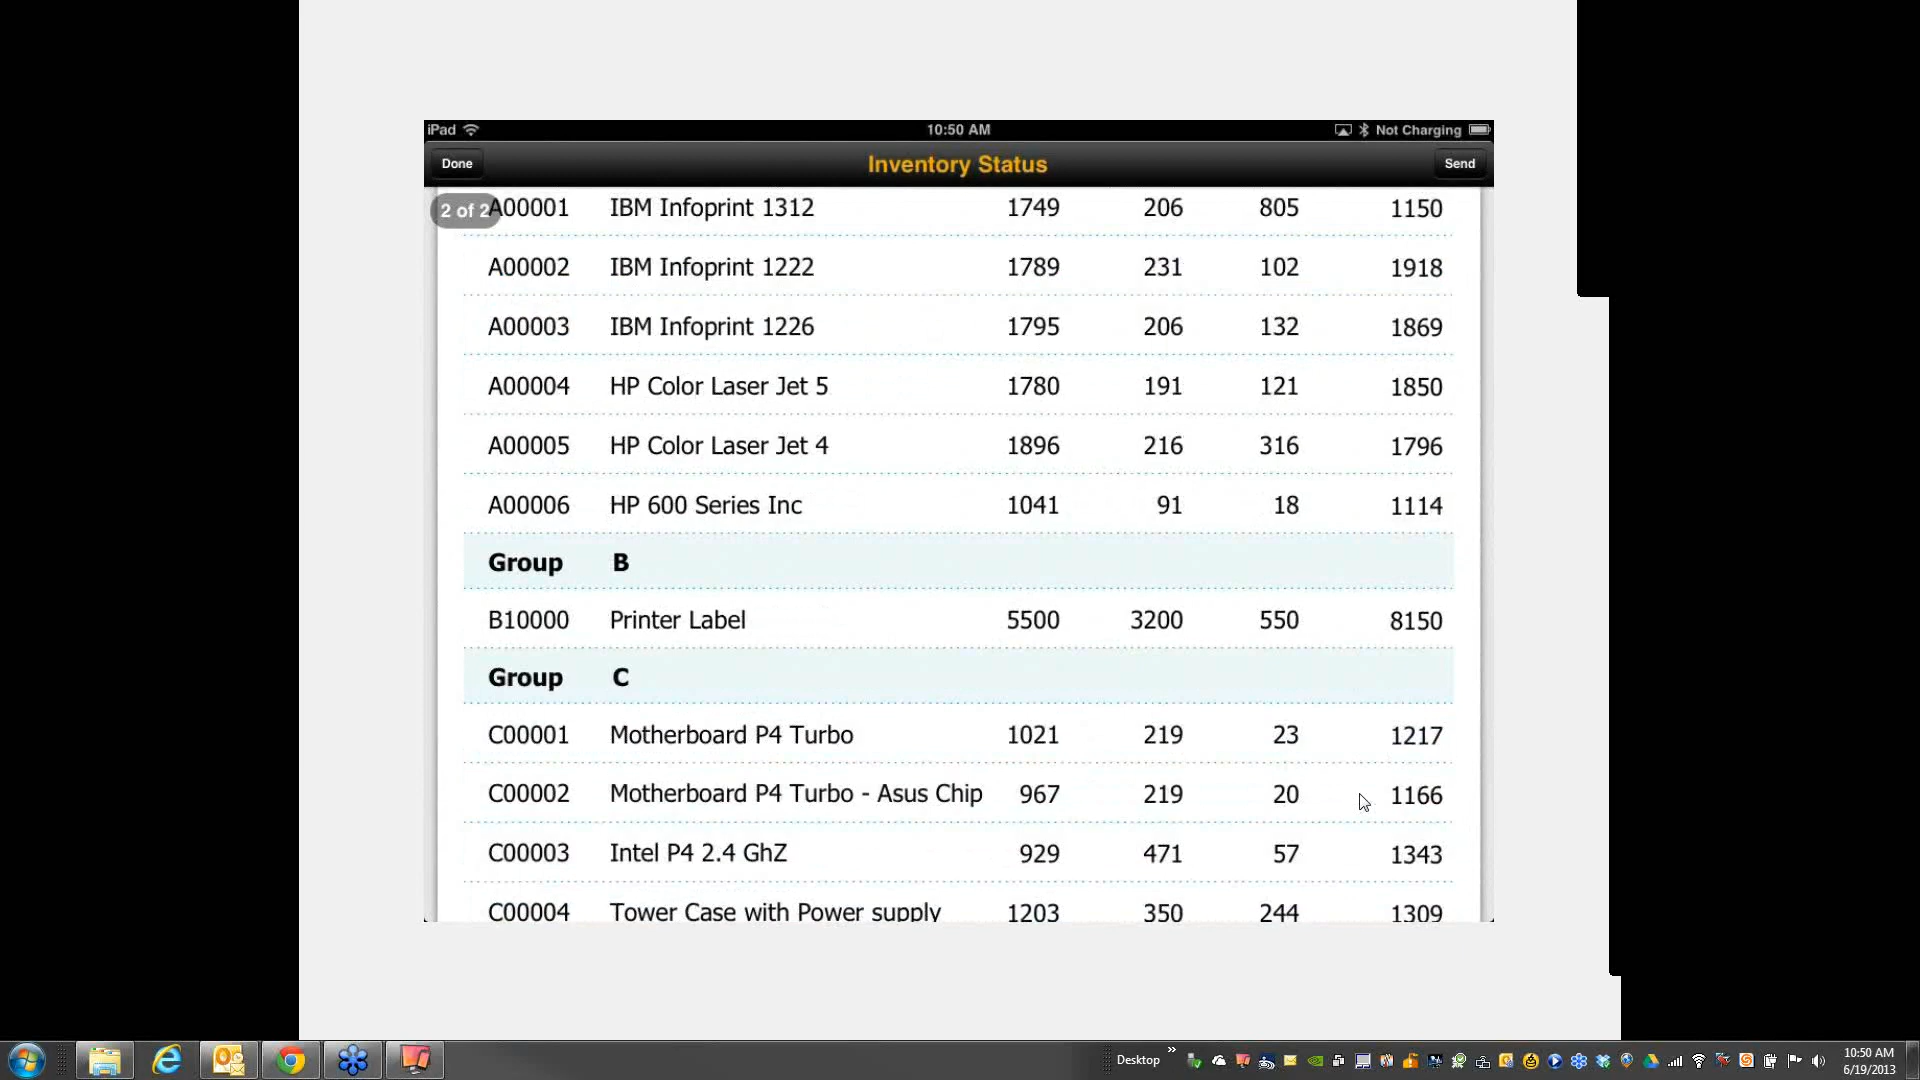 iPad 10:50 AM Not Charging
Done Inventory Status Send
2 of 2
A00001 IBM Infoprint 1312 1749 206 805 1150
A00002 IBM Infoprint 1222 1789 231 102 1918
A00003 IBM Infoprint 1226 1795 206 132 1869
A00004 HP Color Laser Jet 5 1780 191 121 1850
A00005 HP Color Laser Jet 4 1896 216 316 1796
A00006 HP 600 Series Inc 1041 91 18 1114
Group B
B10000 Printer Label 5500 3200 550 8150
Group C
C00001 Motherboard P4 Turbo 1021 219 23 1217
C00002 Motherboard P4 Turbo - Asus Chip 967 219 20 1166
C00003 Intel P4 2.4 GhZ 929 471 57 1343
C00004 Tower Case with Power supply 1203 350 244 1309
Desktop » 10:50 AM
6/19/2013